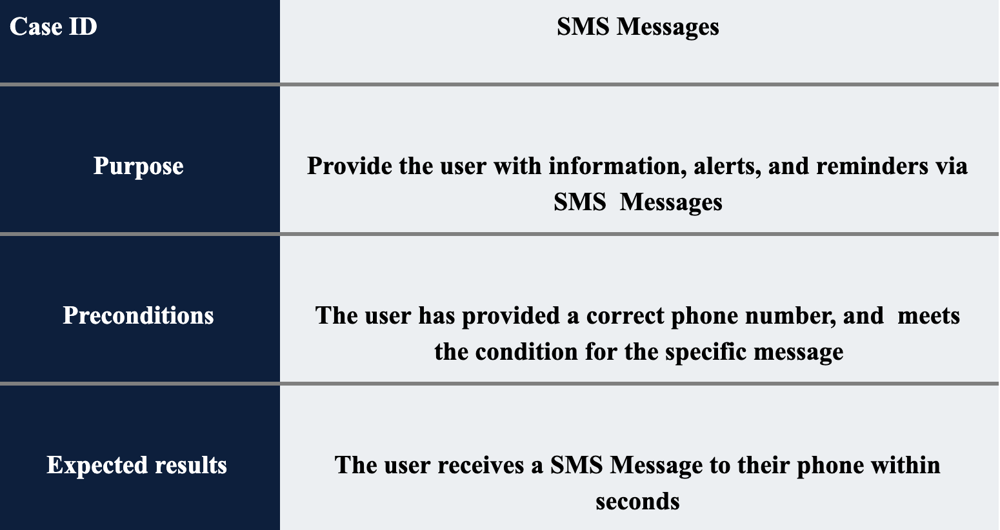 Case ID
SMS Messages
Purpose
Provide the user with information, alerts, and reminders via
SMS  Messages
Preconditions
The user has provided a correct phone number, and  meets
the condition for the specific message
Expected results
The user receives a SMS Message to their phone within
seconds